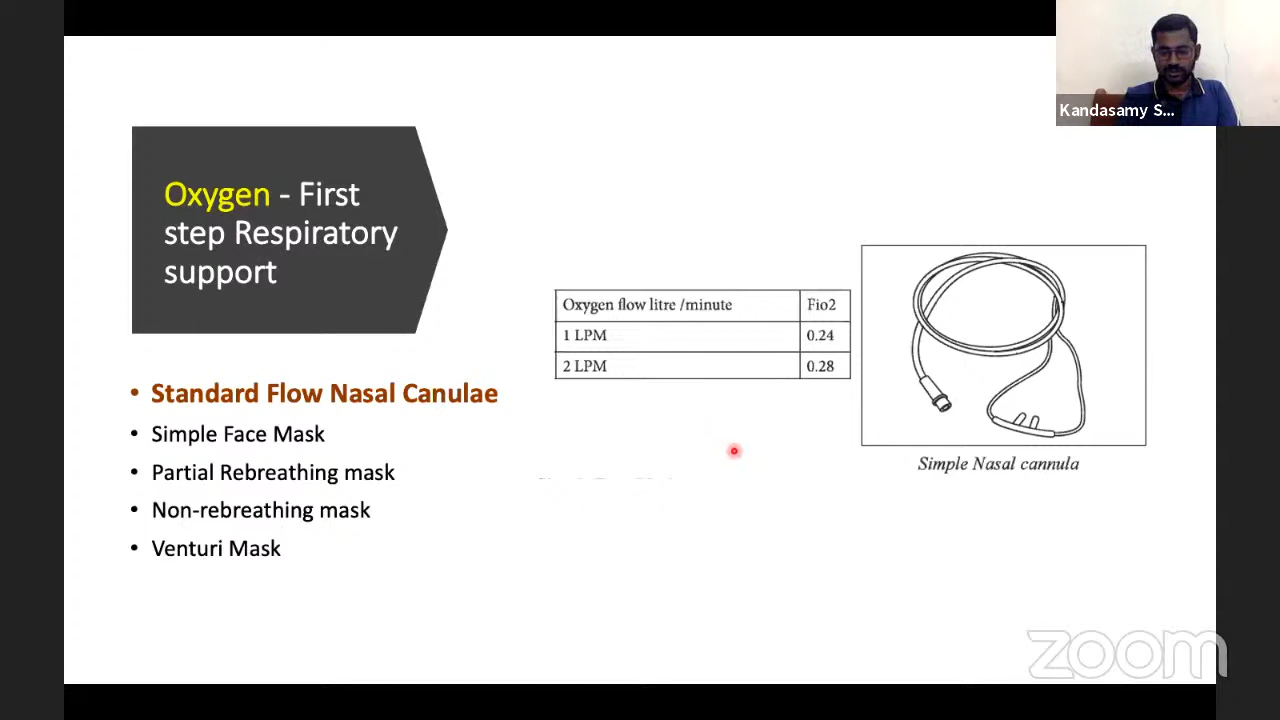 Kandasamy S...
Oxygen - First
step Respiratory
support
• Standard Flow Nasal Canulae
• Simple Face Mask
• Partial Rebreathing mask
• Non-rebreathing mask
• Venturi Mask
Oxygen flow litre /minute Fio2
1 LPM 0.24
2 LPM 0.28
Simple Nasal cannula
zoom